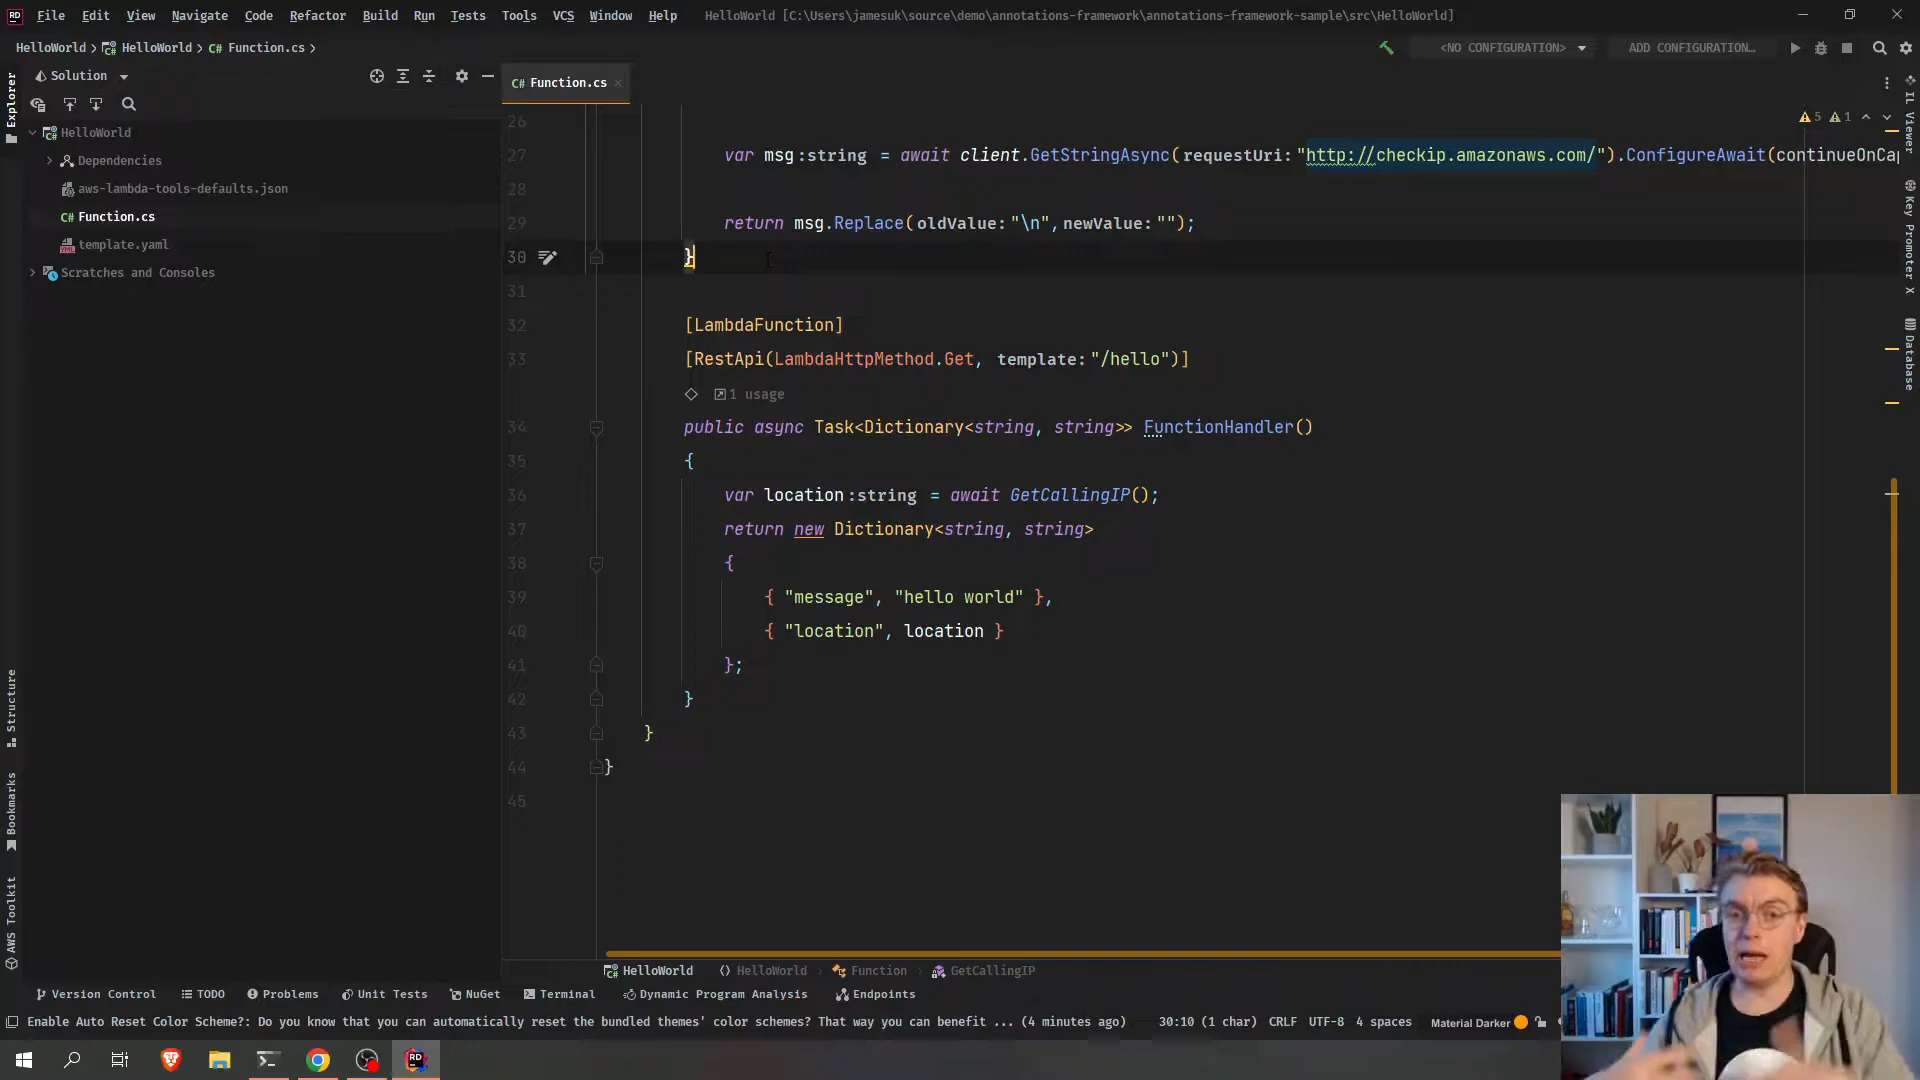 RD File Edit View Navigate Code Refactor Build Run Tests Tools VCS Window Help HelloWorld [C:\Users\jamesuk\source\demo\annotations-framework\annotations-framework-sample\src\HelloWorld]
HelloWorld > HelloWorld > C# Function.cs > <NO CONFIGURATION> ADD CONFIGURATION…
Explorer
Solution
HelloWorld
Dependencies
aws-lambda-tools-defaults.json
C# Function.cs
template.yaml
Scratches and Consoles
Structure
Bookmarks
AWS Toolkit
C# Function.cs ×
5 1
26
27 var msg:string = await client.GetStringAsync(requestUri:"http://checkip.amazonaws.com/").ConfigureAwait(continueOnCap
28
29 return msg.Replace(oldValue:"\n",newValue:"");
30 }
31
32 [LambdaFunction]
33 [RestApi(LambdaHttpMethod.Get, template:"/hello")]
1 usage
34 public async Task<Dictionary<string, string>> FunctionHandler()
35 {
36 var location:string = await GetCallingIP();
37 return new Dictionary<string, string>
38 {
39 { "message", "hello world" },
40 { "location", location }
41 };
42 }
43 }
44 }
45
IL Viewer
Key Promoter X
Database
HelloWorld () HelloWorld > Function > GetCallingIP
Version Control TODO Problems Unit Tests NuGet Terminal Dynamic Program Analysis Endpoints
Enable Auto Reset Color Scheme?: Do you know that you can automatically reset the bundled themes' color schemes? That way you can benefit ... (4 minutes ago) 30:10 (1 char) CRLF UTF-8 4 spaces Material Darker
RD